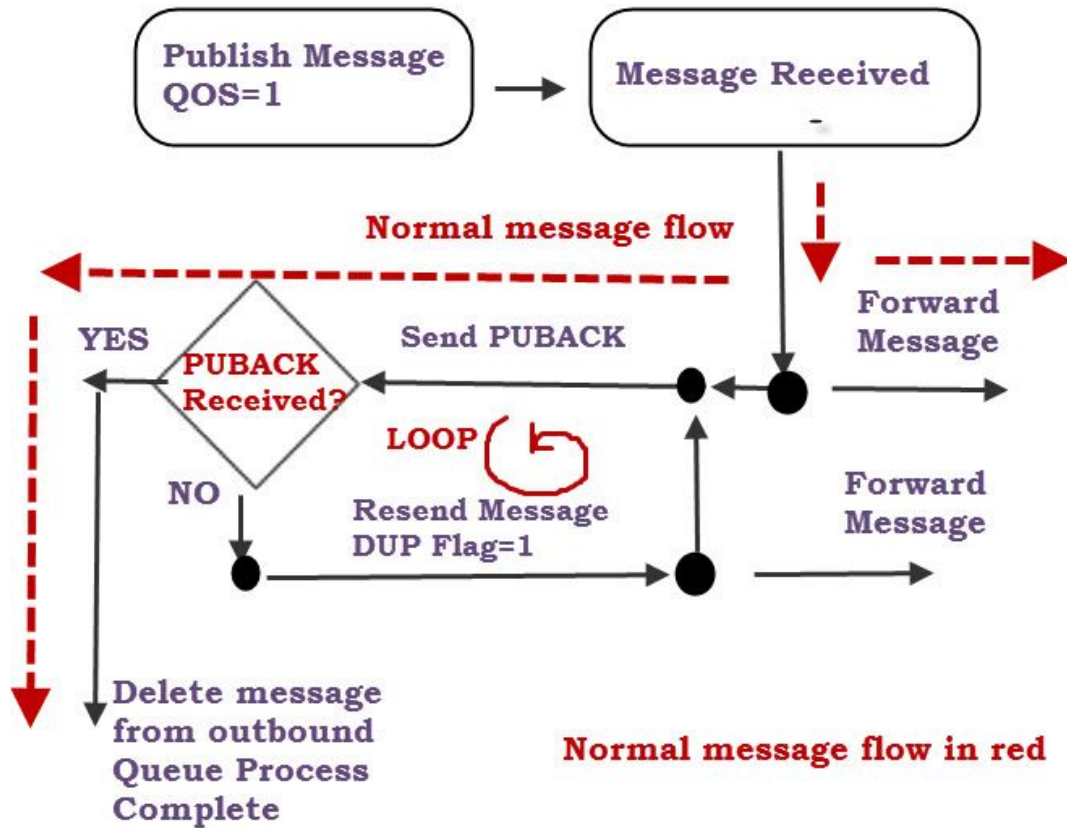 Publish Message
QOS=1
Message Reeeived
-
Normal message flow
Forward
Message
YES
Send PUBACK
PUBACK
Received?
LOOP
NO
Resend Message
DUP Flag=1
Forward
Message
Delete message
from outbound
Queue Process
Complete
Normal message flow in red